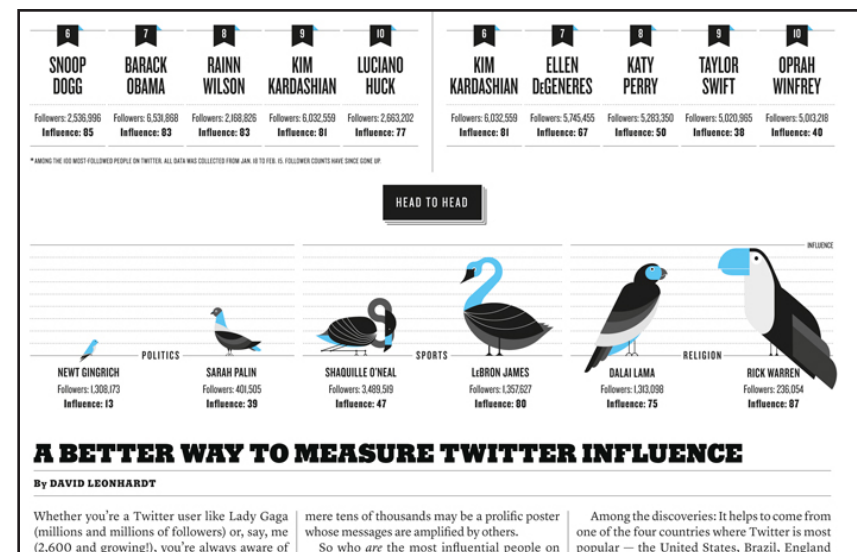 6 7 8 9 10 6 7 8 9 10
SNOOP DOGG BARACK OBAMA RAINN WILSON KIM KARDASHIAN LUCIANO HUCK KIM KARDASHIAN ELLEN DeGENERES KATY PERRY TAYLOR SWIFT OPRAH WINFREY
Followers: 2,536,996 Followers: 6,531,868 Followers: 2,168,826 Followers: 6,032,559 Followers: 2,663,202 Followers: 6,032,559 Followers: 5,745,455 Followers: 5,283,350 Followers: 5,020,965 Followers: 5,013,218
Influence: 85 Influence: 83 Influence: 83 Influence: 81 Influence: 77 Influence: 81 Influence: 67 Influence: 50 Influence: 38 Influence: 40
* AMONG THE 100 MOST-FOLLOWED PEOPLE ON TWITTER. ALL DATA WAS COLLECTED FROM JAN. 18 TO FEB. 15. FOLLOWER COUNTS HAVE SINCE GONE UP.
HEAD TO HEAD
INFLUENCE
POLITICS SPORTS RELIGION
NEWT GINGRICH SARAH PALIN SHAQUILLE O'NEAL LeBRON JAMES DALAI LAMA RICK WARREN
Followers: 1,308,173 Followers: 401,505 Followers: 3,489,519 Followers: 1,357,627 Followers: 1,313,098 Followers: 236,054
Influence: 13 Influence: 39 Influence: 47 Influence: 80 Influence: 75 Influence: 87
A BETTER WAY TO MEASURE TWITTER INFLUENCE
By DAVID LEONHARDT
Whether you're a Twitter user like Lady Gaga
(millions and millions of followers) or, say, me
(2,600 and growing!), you're always aware of
mere tens of thousands may be a prolific poster
whose messages are amplified by others.
So who are the most influential people on
Among the discoveries: It helps to come from
one of the four countries where Twitter is most
popular — the United States, Brazil, England